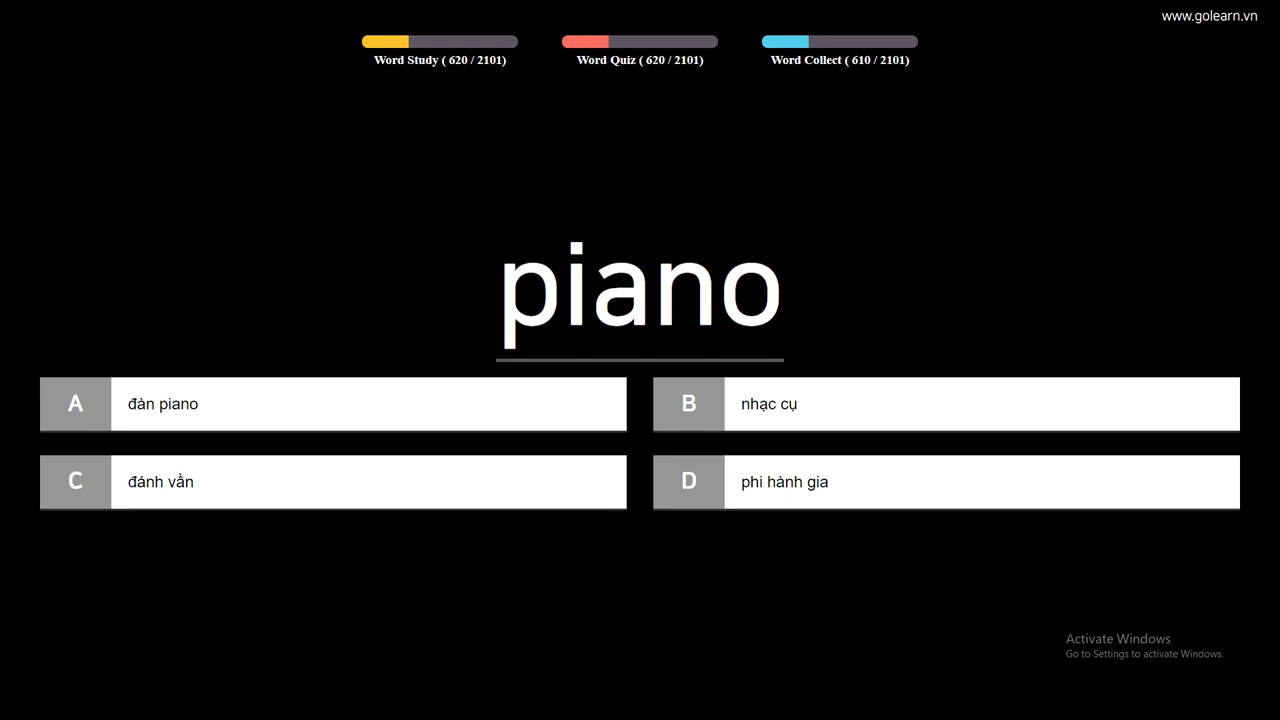 www.golearn.vn
Word Study ( 620 / 2101)
Word Quiz ( 620 / 2101)
Word Collect ( 610 / 2101)
piano
A đàn piano
B nhạc cụ
C đánh vần
D phi hành gia
Activate Windows
Go to Settings to activate Windows.